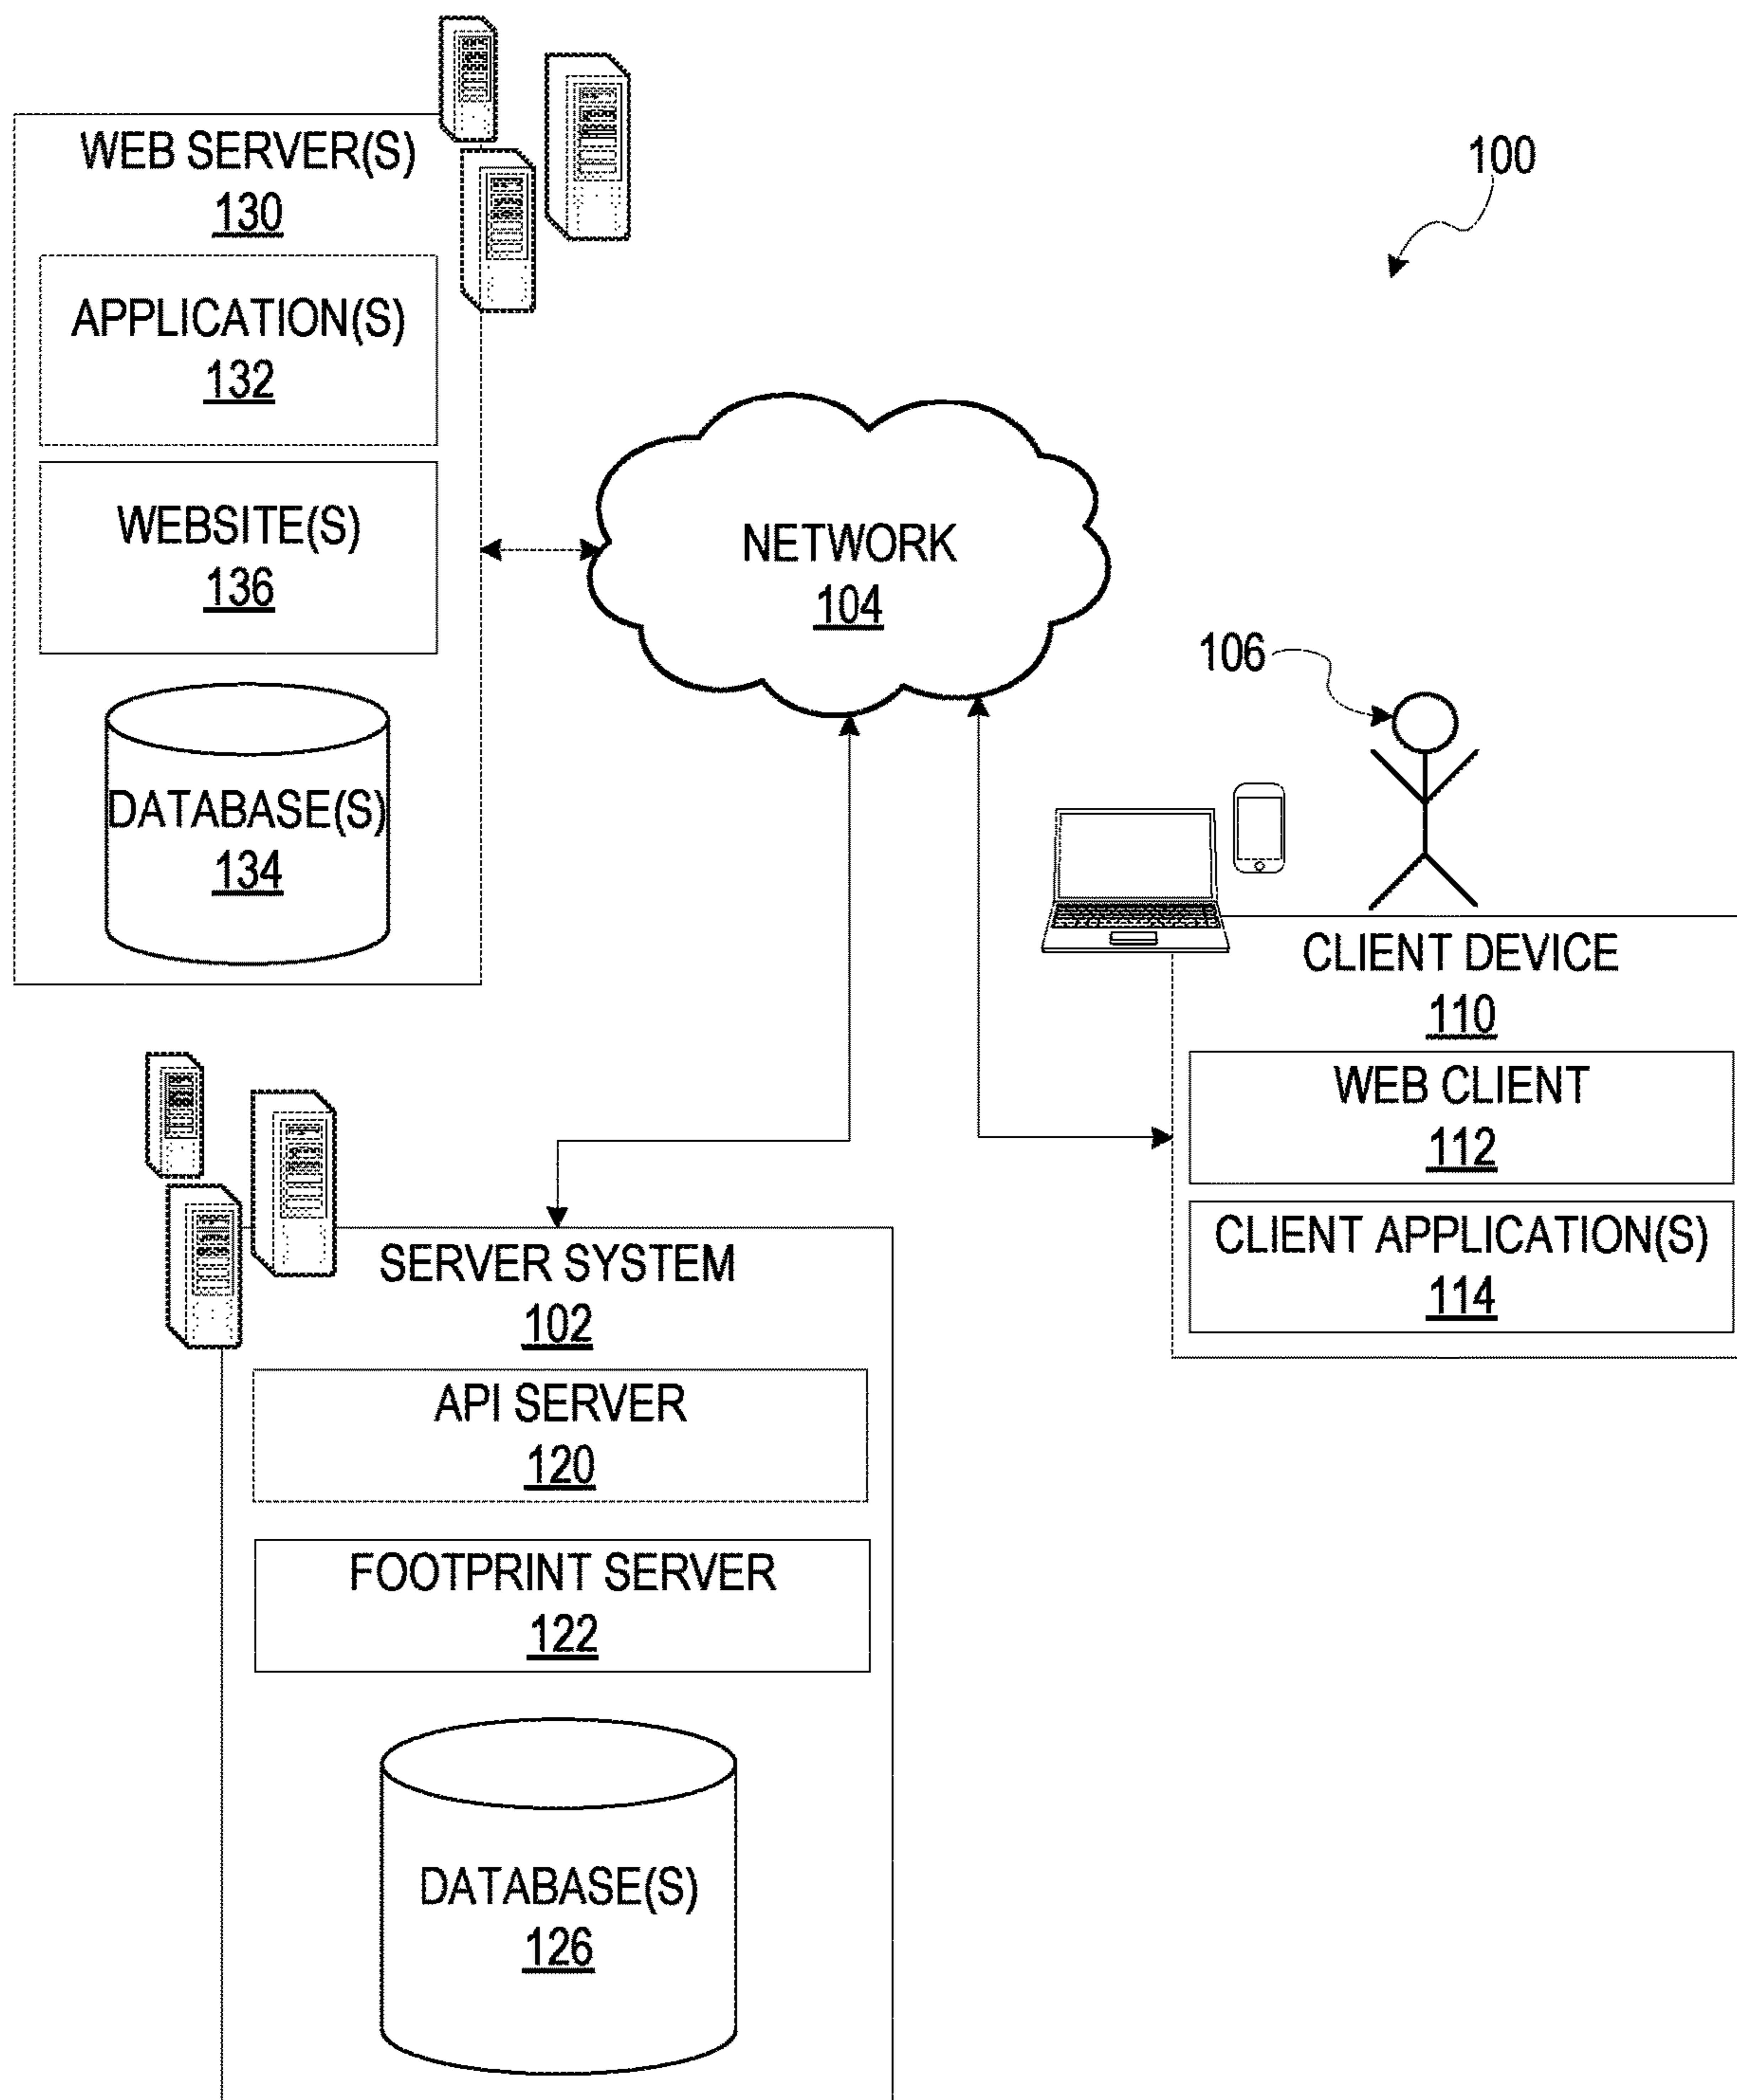 WEB SERVER(S)
130
APPLICATION(S)
132
WEBSITE(S)
136
DATABASE(S)
134
100
NETWORK
104
106
CLIENT DEVICE
110
WEB CLIENT
112
CLIENT APPLICATION(S)
114
SERVER SYSTEM
102
API SERVER
120
FOOTPRINT SERVER
122
DATABASE(S)
126